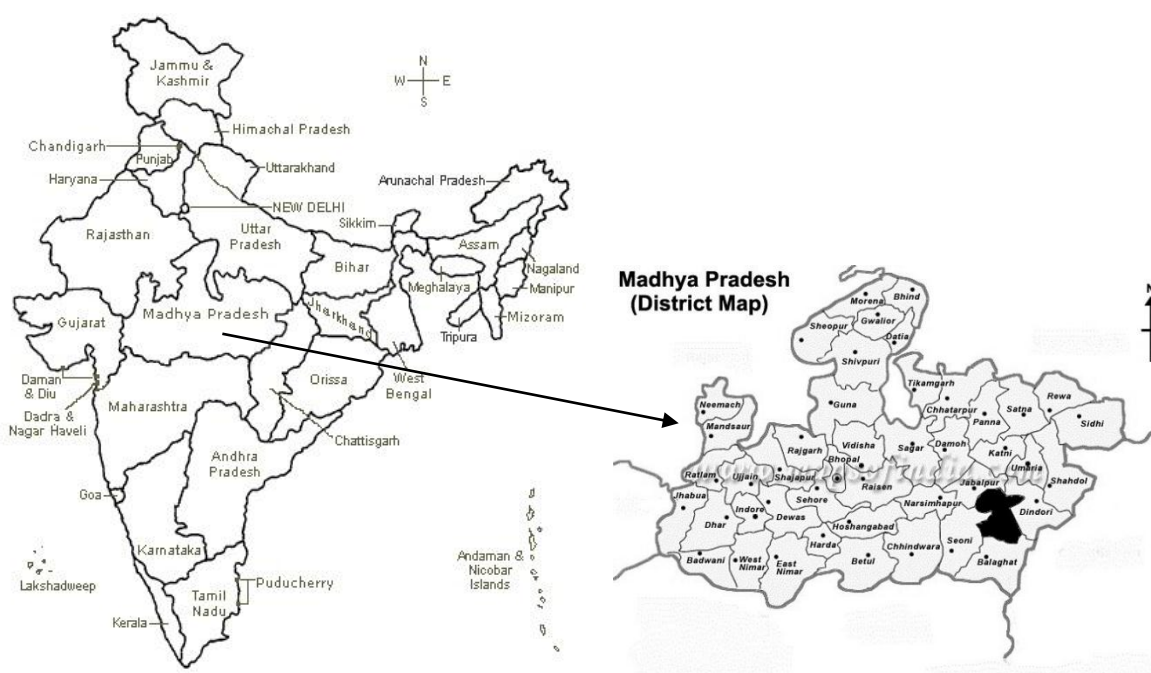 Jammu &
Kashmir
N
W
E
S
Himachal Pradesh
Chandigarh
Punjab
Uttarakhand
Haryana
Arunachal Pradesh
NEW DELHI
Sikkim
Rajasthan
Uttar
Pradesh
Assam
Bihar
Nagaland
Meghalaya
Manipur
Jharkhand
Gujarat
Madhya Pradesh
Mizoram
Tripura
Daman
& Diu
Orissa
West
Bengal
Dadra &
Nagar Haveli
Maharashtra
Chattisgarh
Andhra
Pradesh
Goa
Karnataka
Lakshadweep
Andaman &
Nicobar
Islands
Puducherry
Tamil
Nadu
Kerala
Madhya Pradesh
(District Map)
N
Morena
Bhind
Gwalior
Sheopur
Datia
Shivpuri
Tikamgarh
Neemach
Guna
Chhatarpur
Rewa
Panna
Satna
Sidhi
Mandsaur
Rajgarh
Vidisha
Sagar
Damoh
Katni
Bhopal
Umaria
Ratlam
Ujjain
Shajapur
Raisen
Jabalpur
Shahdol
Jhabua
Sehore
Narsimhapur
Dindori
Indore
Dewas
Dhar
Hoshangabad
Seoni
Harda
Chhindwara
Badwani
West
Nimar
East
Nimar
Betul
Balaghat